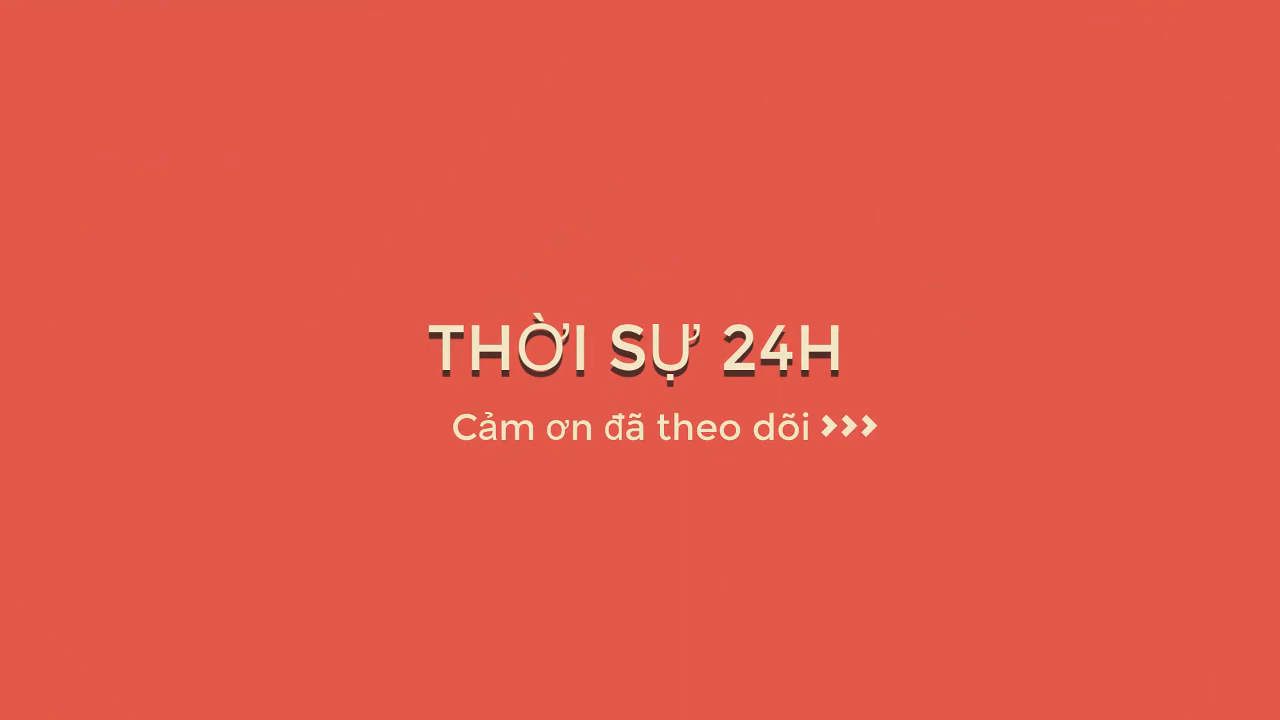 THỜI SỰ 24H
Cảm ơn đã theo dõi